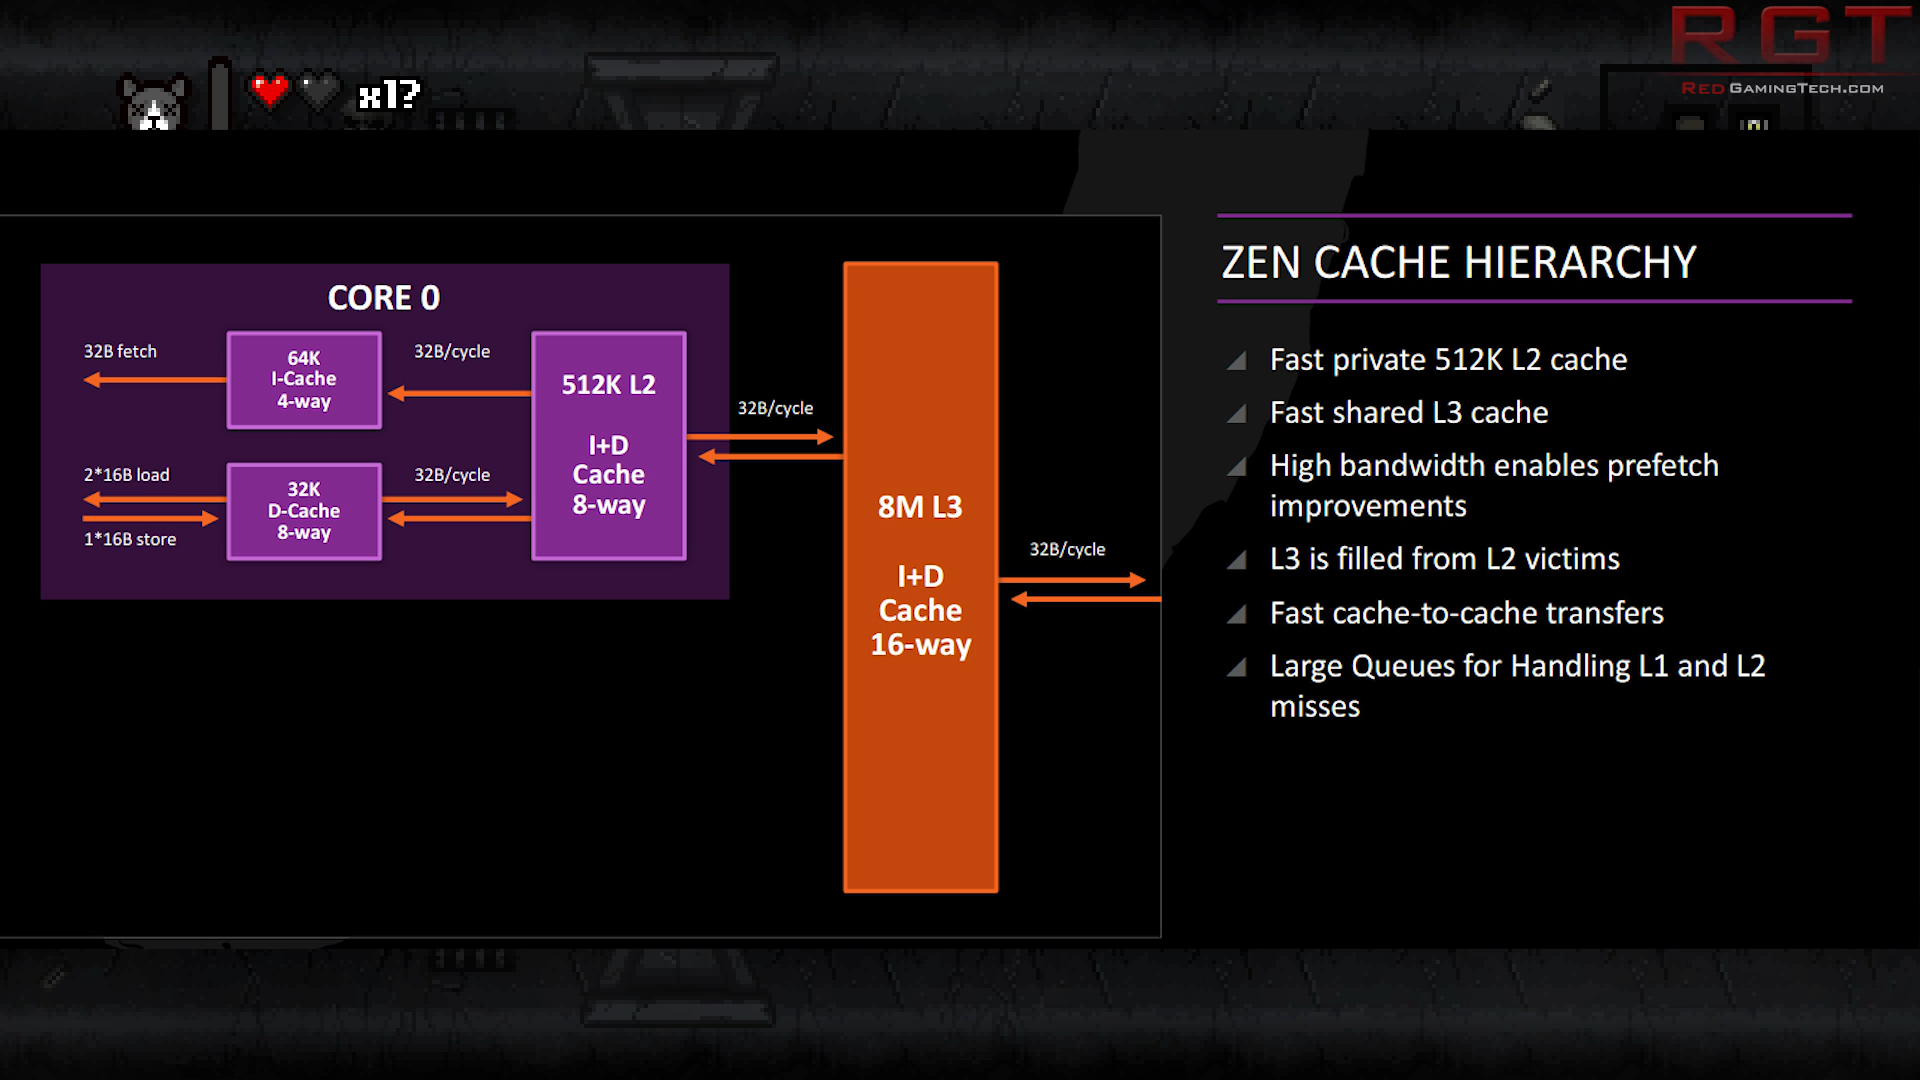 RGT
REDGAMINGTECH.COM
x1?
CORE 0
32B fetch
64K
I-Cache
4-way
32B/cycle
512K L2
I+D
Cache
8-way
2*16B load
1*16B store
32K
D-Cache
8-way
32B/cycle
32B/cycle
8M L3
I+D
Cache
16-way
32B/cycle
ZEN CACHE HIERARCHY
Fast private 512K L2 cache
Fast shared L3 cache
High bandwidth enables prefetch
improvements
L3 is filled from L2 victims
Fast cache-to-cache transfers
Large Queues for Handling L1 and L2
misses